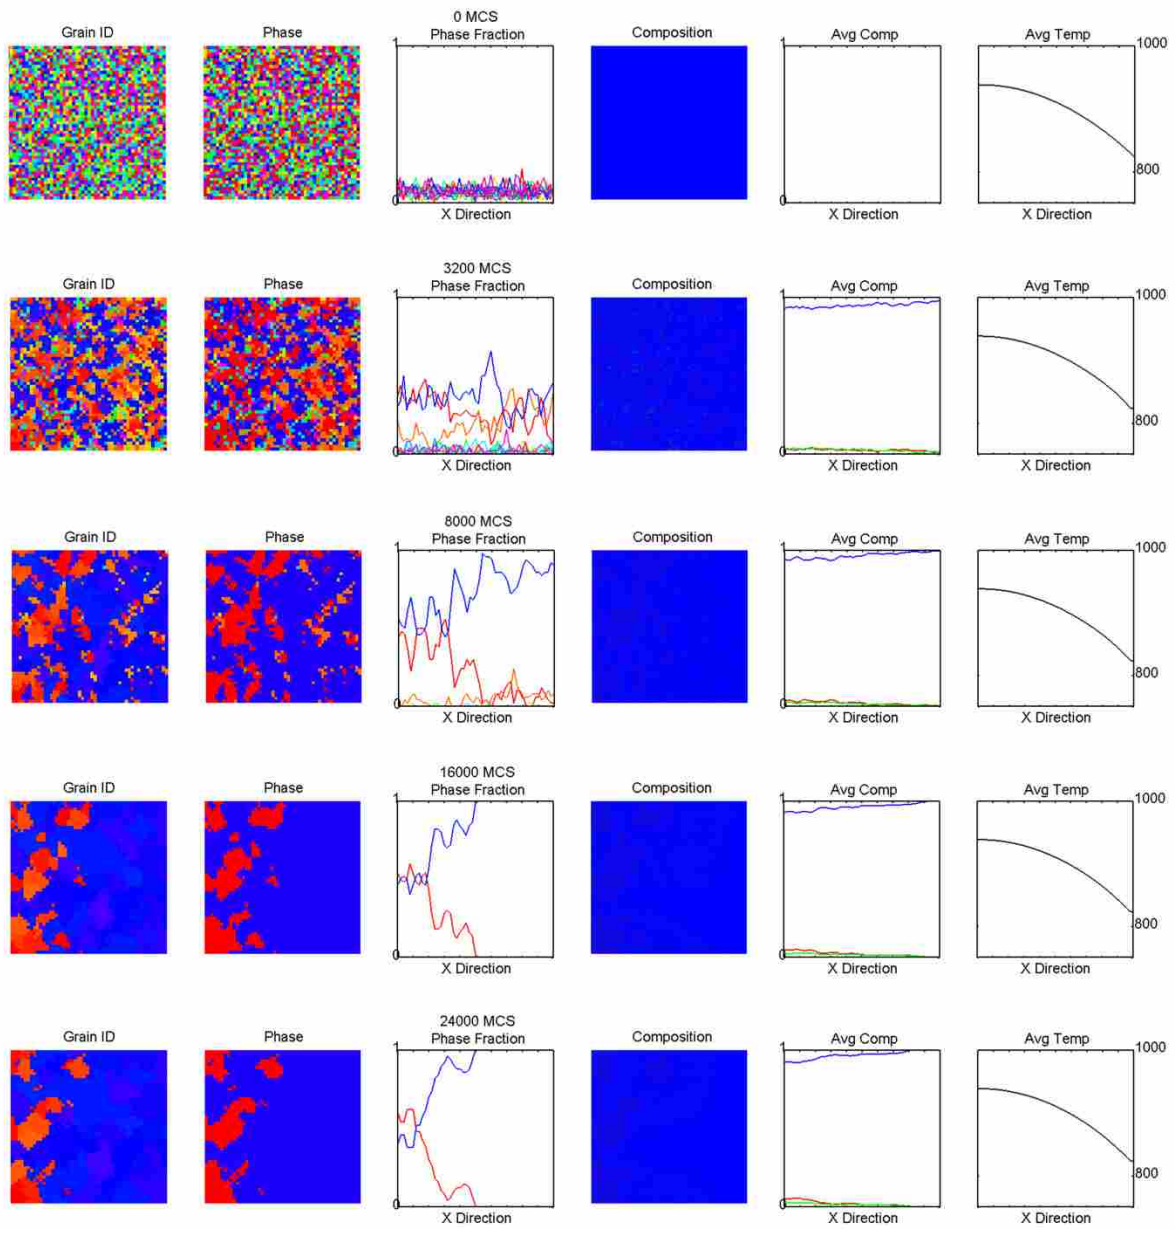 0 MCS
Grain ID Phase Phase Fraction Composition Avg Comp Avg Temp
1 1 1000
800
0 0
X Direction X Direction X Direction
3200 MCS
Grain ID Phase Phase Fraction Composition Avg Comp Avg Temp
1 1 1000
800
0 0
X Direction X Direction X Direction
8000 MCS
Grain ID Phase Phase Fraction Composition Avg Comp Avg Temp
1 1 1000
800
0 0
X Direction X Direction X Direction
16000 MCS
Grain ID Phase Phase Fraction Composition Avg Comp Avg Temp
1 1 1000
800
0 0
X Direction X Direction X Direction
24000 MCS
Grain ID Phase Phase Fraction Composition Avg Comp Avg Temp
1 1 1000
800
0 0
X Direction X Direction X Direction